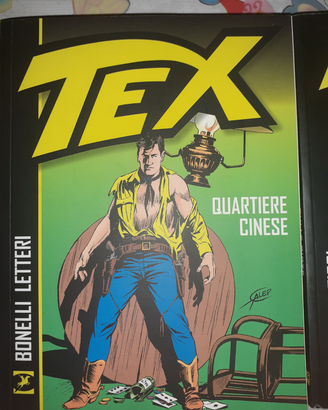 TEX
QUARTIERE
CINESE
GALEP
BONELLI LETTERI